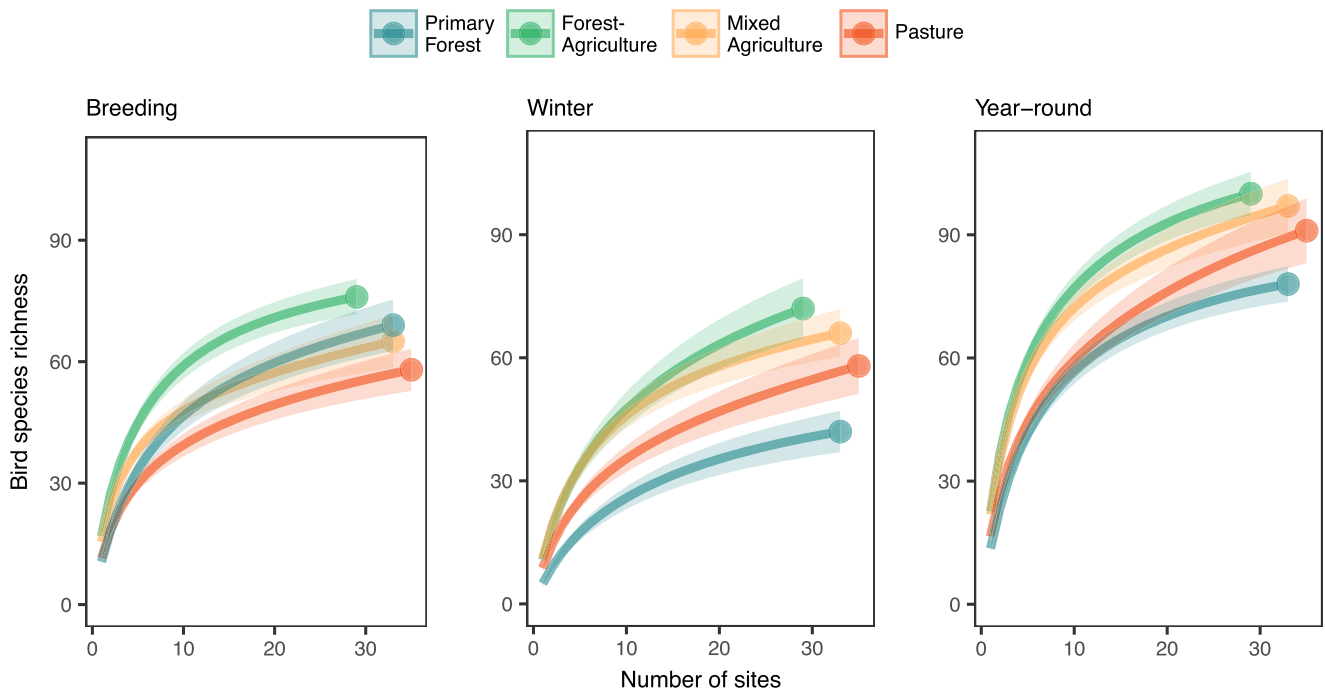 Primary
Forest
Forest-
Agriculture
Mixed
Agriculture
Pasture
Breeding
Winter
Year−round
Bird species richness
90
60
30
0
90
60
30
0
90
60
30
0
0 10 20 30
0 10 20 30
0 10 20 30
Number of sites